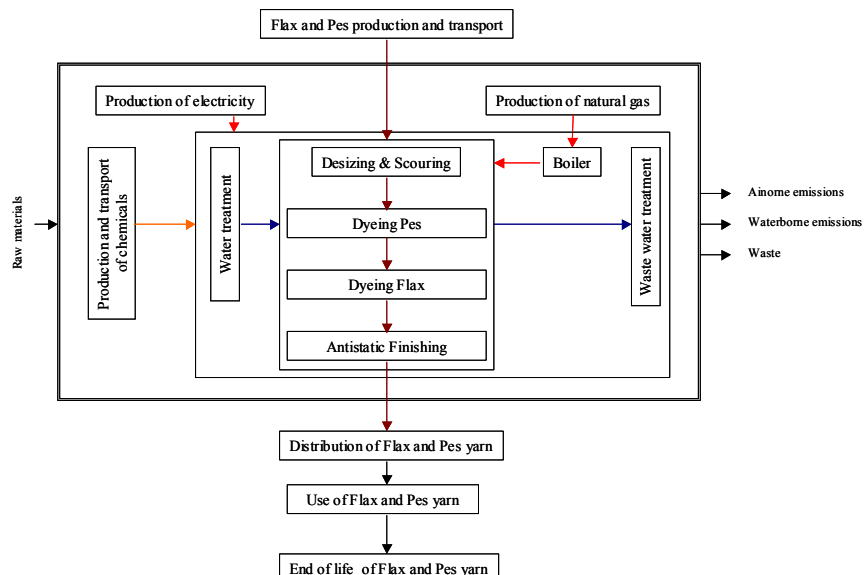 Flax and Pes production and transport
Production of electricity
Production of natural gas
Desizing & Scouring
Boiler
Raw materials
Production and transport
of chemicals
Water treatment
Dyeing Pes
Dyeing Flax
Antistatic Finishing
Waste water treatment
Ainorne emissions
Waterborne emissions
Waste
Distribution of Flax and Pes yarn
Use of Flax and Pes yarn
End of life of Flax and Pes yarn